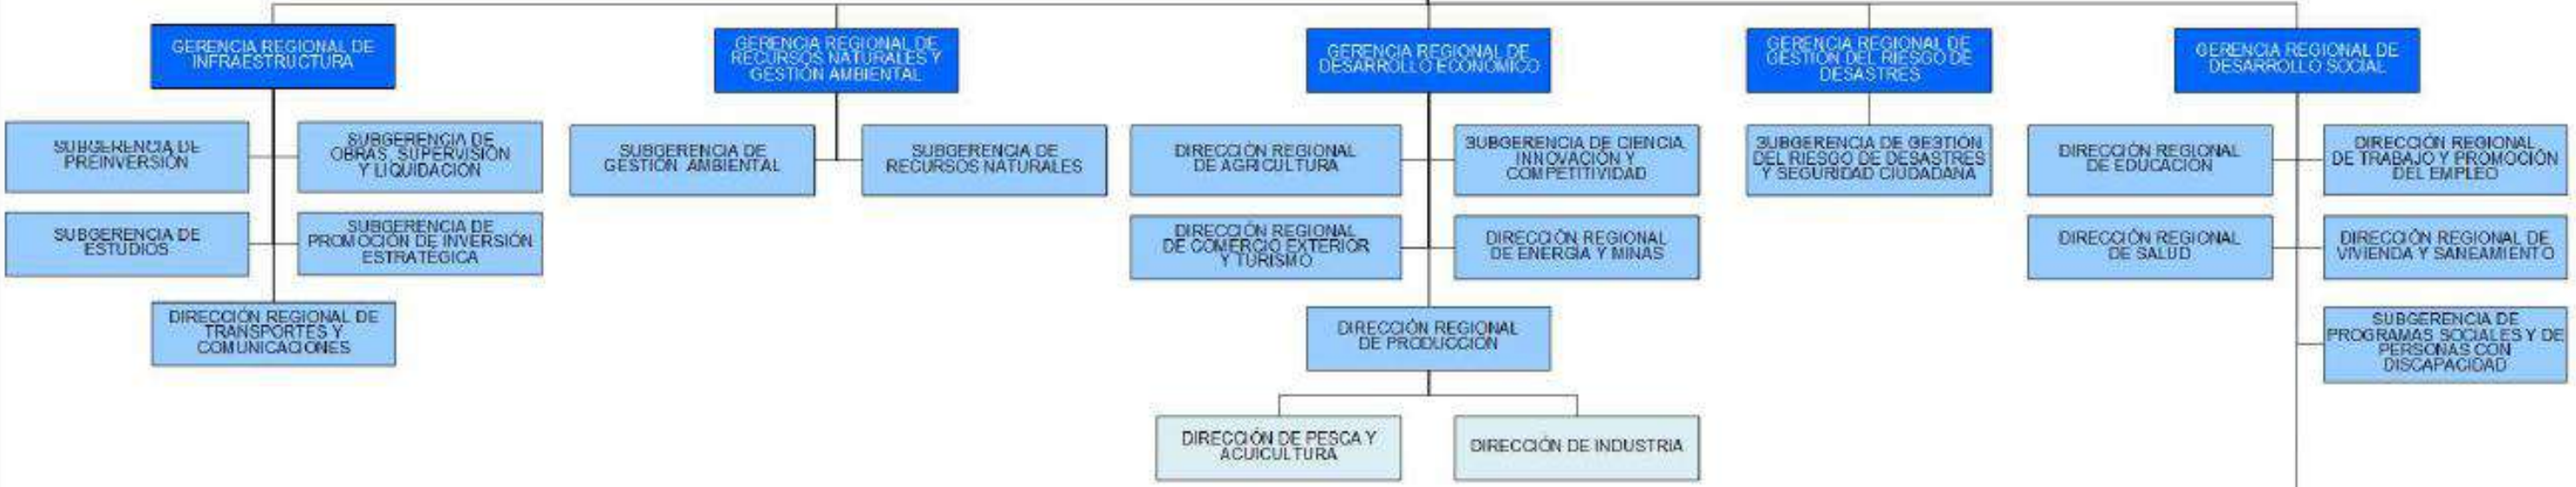 GERENCIA REGIONAL DE
INFRAESTRUCTURA
GERENCIA REGIONAL DE
RECURSOS NATURALES Y
GESTIÓN AMBIENTAL
GERENCIA REGIONAL DE
DESARROLLO ECONÓMICO
GERENCIA REGIONAL DE
GESTIÓN DEL RIESGO DE
DESASTRES
GERENCIA REGIONAL DE
DESARROLLO SOCIAL
SUBGERENCIA DE
PREINVERSIÓN
SUBGERENCIA DE
OBRAS, SUPERVISIÓN
Y LIQUIDACIÓN
SUBGERENCIA DE
GESTIÓN AMBIENTAL
SUBGERENCIA DE
RECURSOS NATURALES
DIRECCIÓN REGIONAL
DE AGRICULTURA
SUBGERENCIA DE CIENCIA
INNOVACIÓN Y
COMPETITIVIDAD
SUBGERENCIA DE GESTIÓN
DEL RIESGO DE DESASTRES
Y SEGURIDAD CIUDADANA
DIRECCIÓN REGIONAL
DE EDUCACIÓN
DIRECCIÓN REGIONAL
DE TRABAJO Y PROMOCIÓN
DEL EMPLEO
SUBGERENCIA DE
ESTUDIOS
SUBGERENCIA DE
PROMOCIÓN DE INVERSIÓN
ESTRATÉGICA
DIRECCIÓN REGIONAL
DE COMERCIO EXTERIOR
Y TURISMO
DIRECCIÓN REGIONAL
DE ENERGÍA Y MINAS
DIRECCIÓN REGIONAL
DE SALUD
DIRECCIÓN REGIONAL DE
VIVIENDA Y SANEAMIENTO
DIRECCIÓN REGIONAL DE
TRANSPORTES Y
COMUNICACIONES
DIRECCIÓN REGIONAL
DE PRODUCCIÓN
SUBGERENCIA DE
PROGRAMAS SOCIALES Y DE
PERSONAS CON
DISCAPACIDAD
DIRECCIÓN DE PESCA Y
ACUICULTURA
DIRECCIÓN DE INDUSTRIA